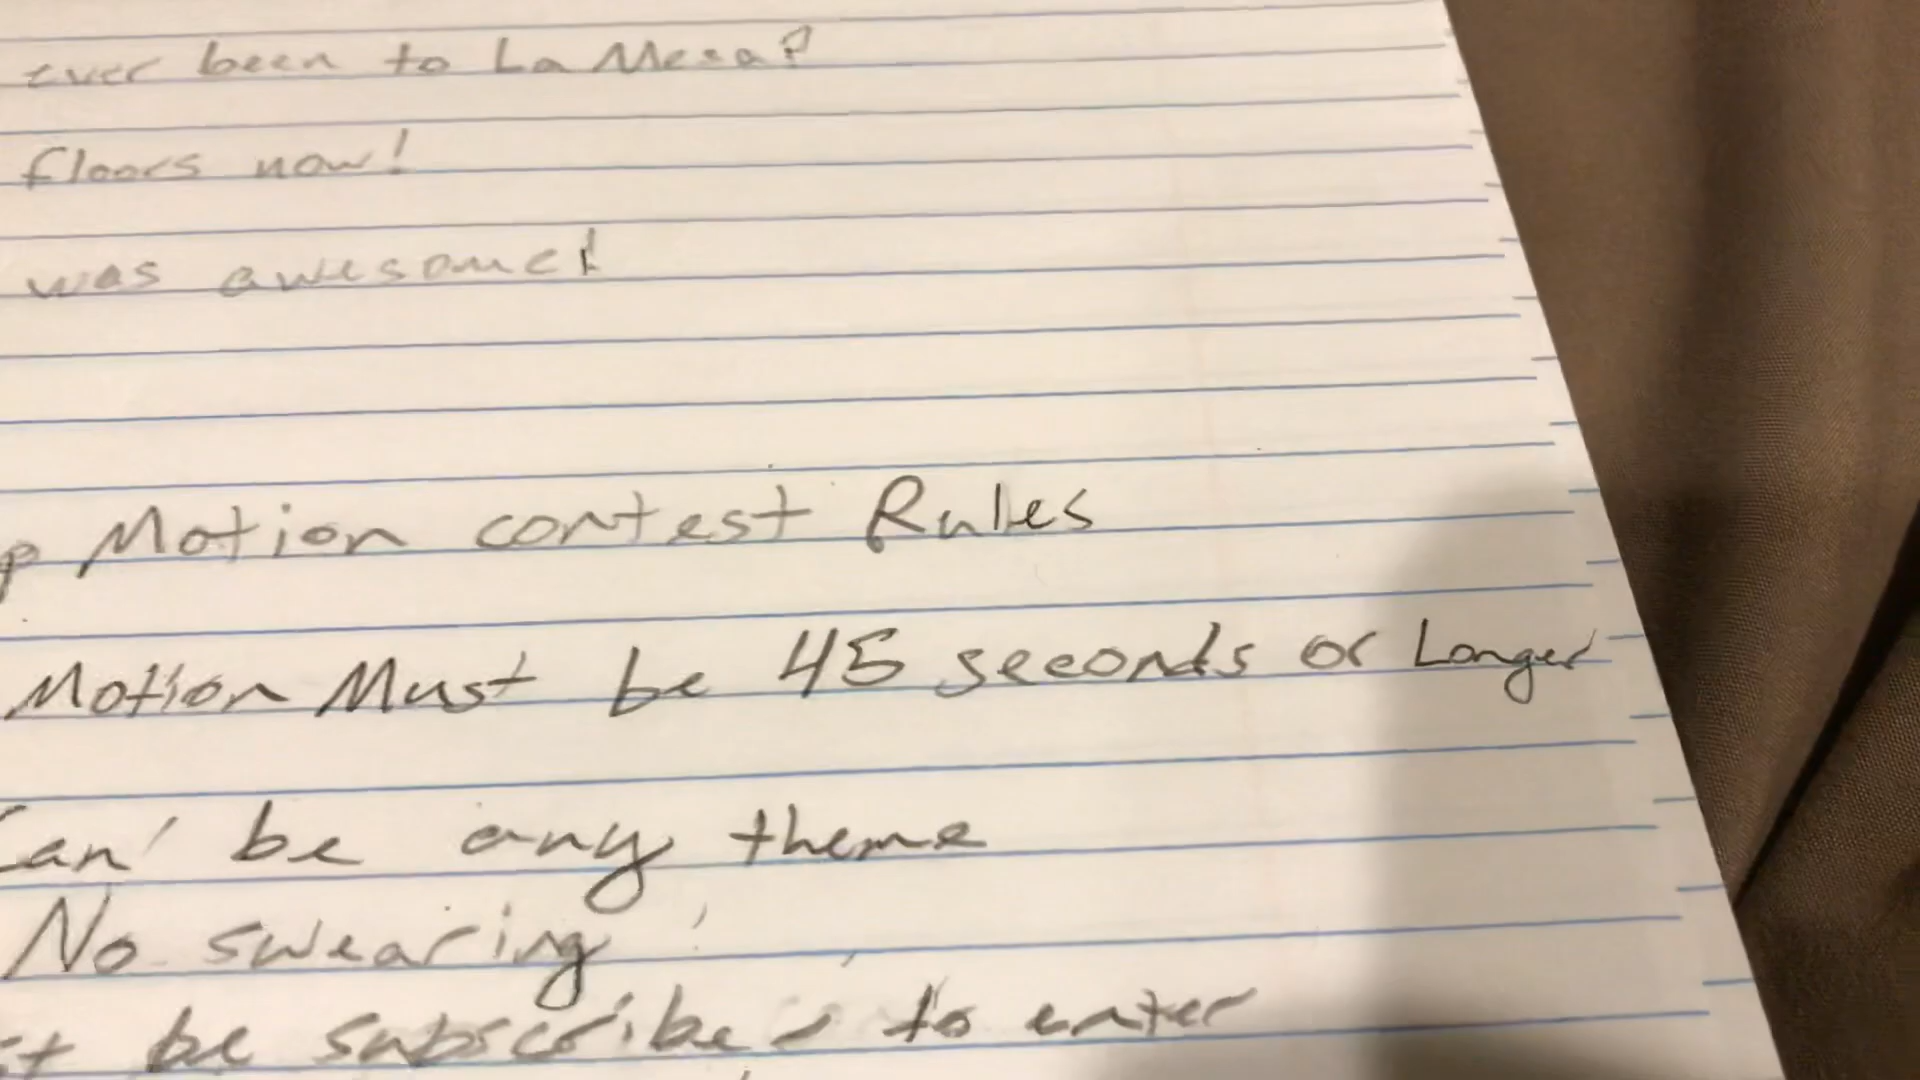 ever been to La Mesa?
floors now!
was awesome!
p Motion contest Rules
Motion Must be 45 seconds or Longer
Can be any theme
No swearing
st be subscribed to enter